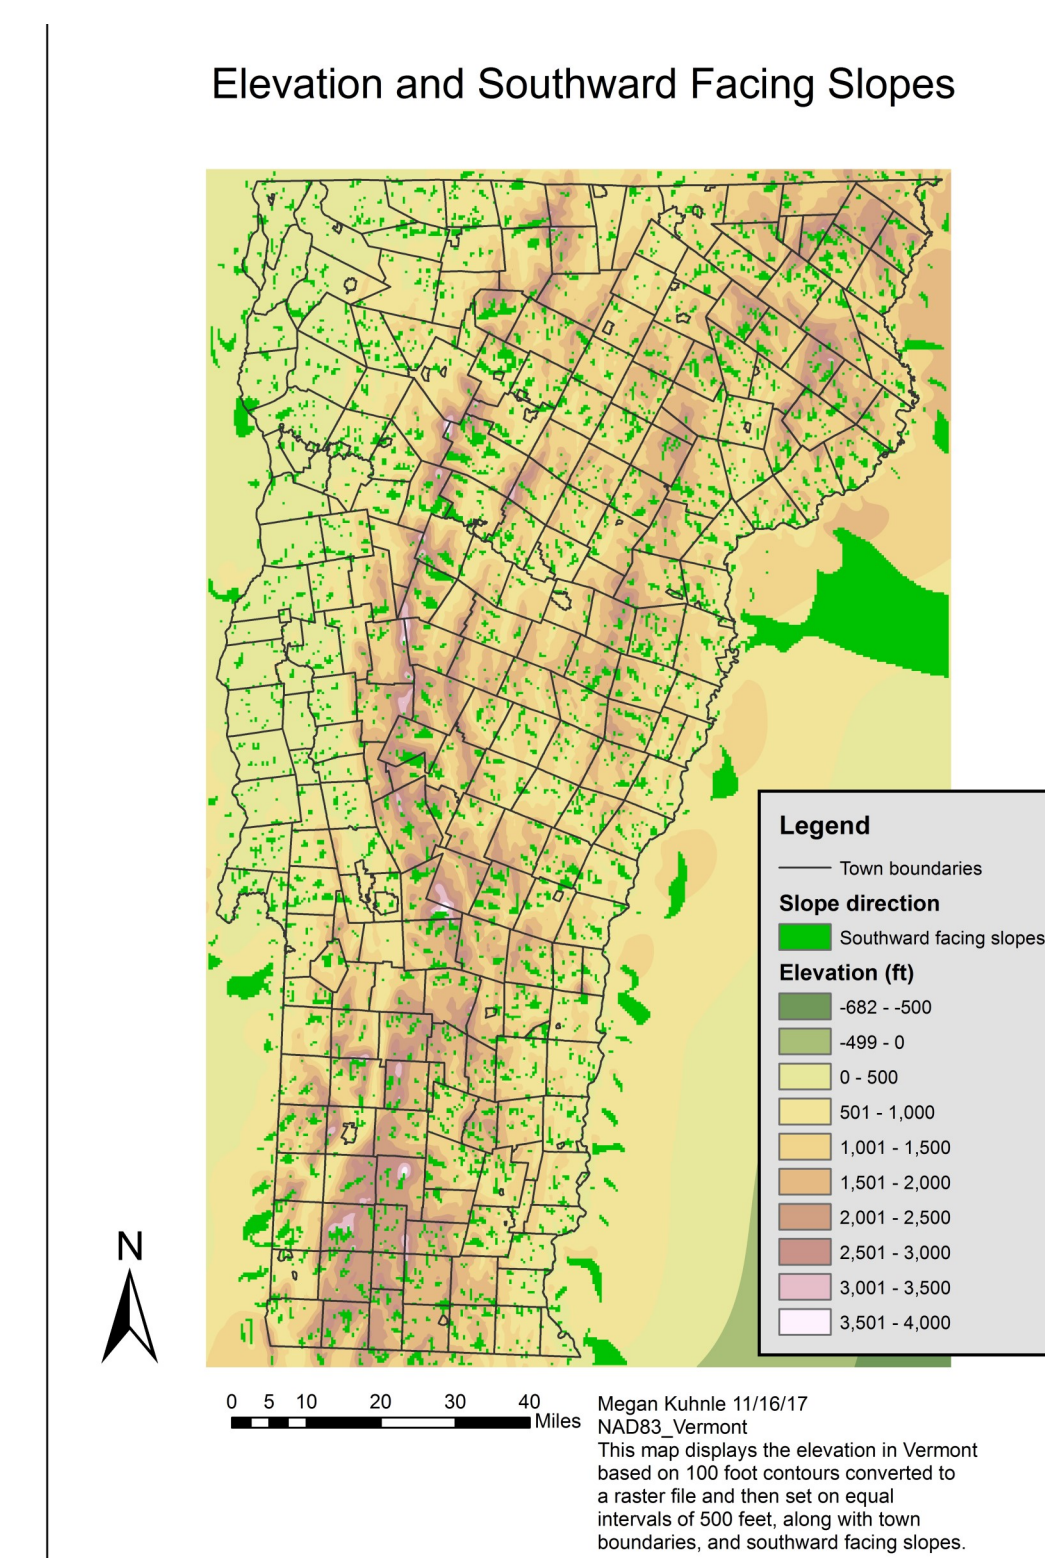 Elevation and Southward Facing Slopes
Legend
Town boundaries
Slope direction
Southward facing slopes
Elevation (ft)
-682 - -500
-499 - 0
0 - 500
501 - 1,000
1,001 - 1,500
1,501 - 2,000
2,001 - 2,500
2,501 - 3,000
3,001 - 3,500
3,501 - 4,000
N
0 5 10 20 30 40
Miles
Megan Kuhnle 11/16/17
NAD83_Vermont
This map displays the elevation in Vermont
based on 100 foot contours converted to
a raster file and then set on equal
intervals of 500 feet, along with town
boundaries, and southward facing slopes.